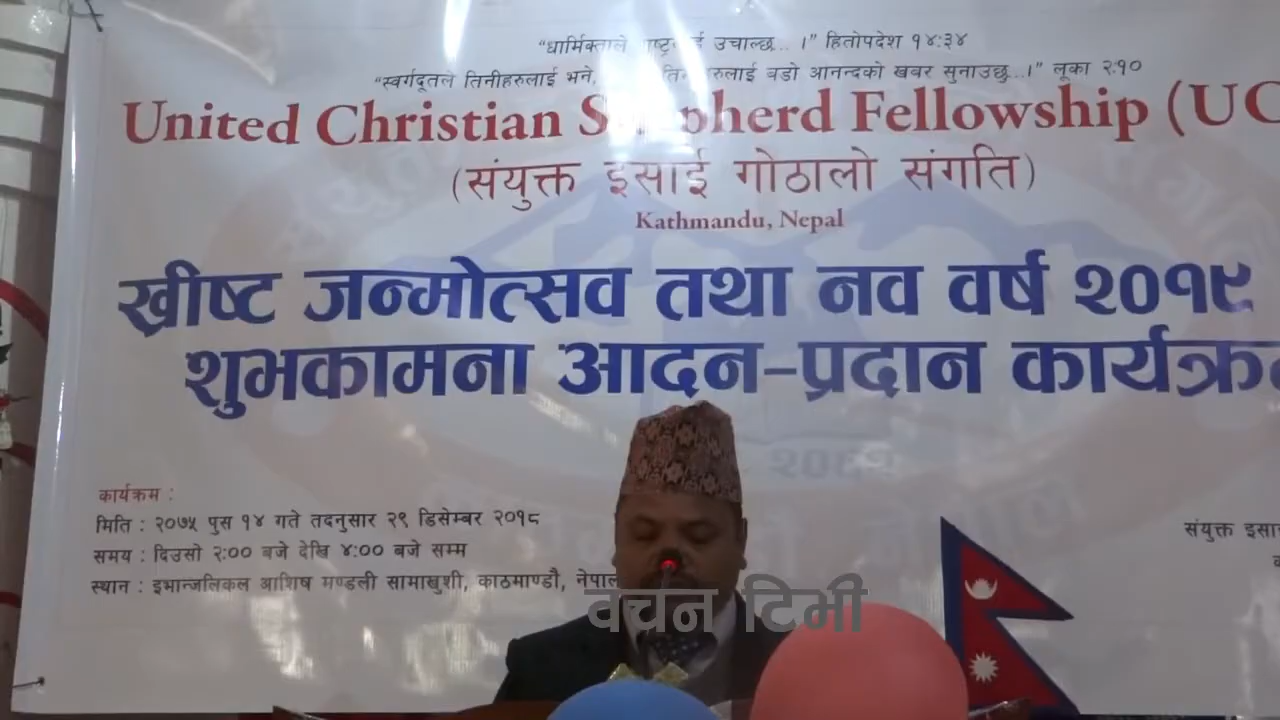 “धार्मिकताले उचाल्छ... ।” हितोपदेश १४:३४
“स्वर्गदूतले तिनीहरुलाई भने, बडो आनन्दको खबर सुनाउछु...।” लूका २:१०
United Christian Shepherd Fellowship (UC
(संयुक्त इसाई गोठालो संगति)
Kathmandu, Nepal
ख्रीष्ट जन्मोत्सव तथा नव वर्ष २०१९
शुभकामना आदन-प्रदान कार्यक्र
२०६२
कार्यक्रम :
मिति : २०७५ पुस १४ गते तदनुसार २९ डिसेम्बर २०१८
समय : दिउसो २:०० बजे देखि ४:०० बजे सम्म
स्थान : इभान्जलिकल आशिष मण्डली सामाखुशी, काठमाण्डौ, नेपाल
संयुक्त इसा
वचन टिभी